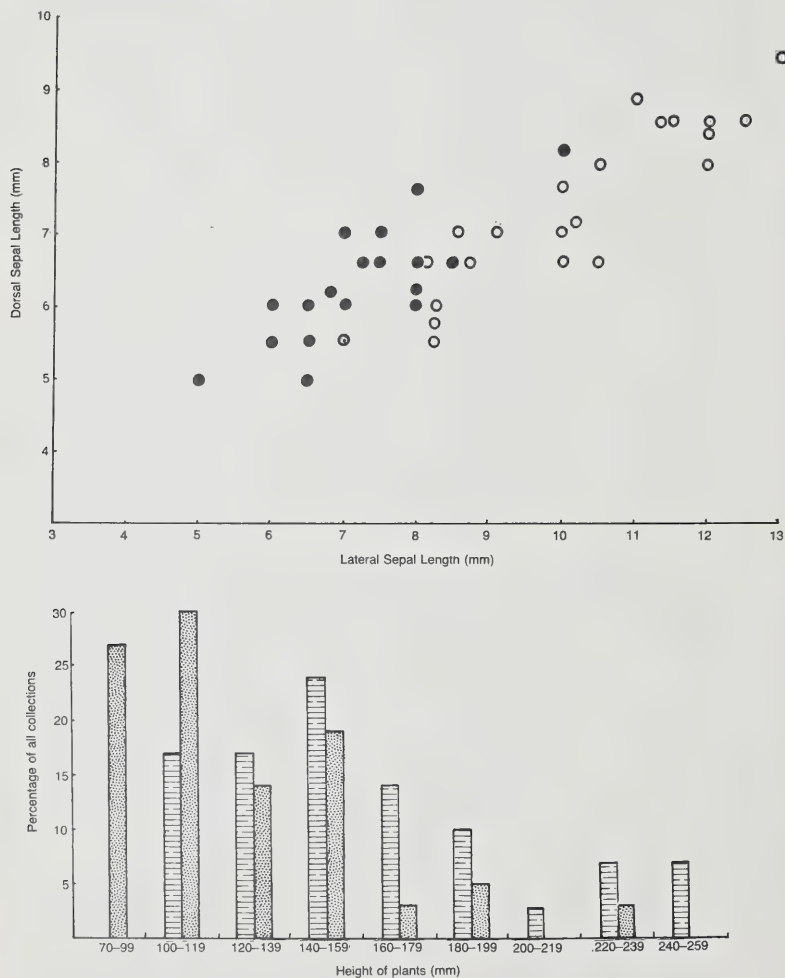 10
9
8
7
6
5
4
Dorsal Sepal Length (mm)
3 4 5 6 7 8 9 10 11 12 13
Lateral Sepal Length (mm)
30
25
20
15
10
5
Percentage of all collections
70–99 100–119 120–139 140–159 160–179 180–199 200–219 220–239 240–259
Height of plants (mm)